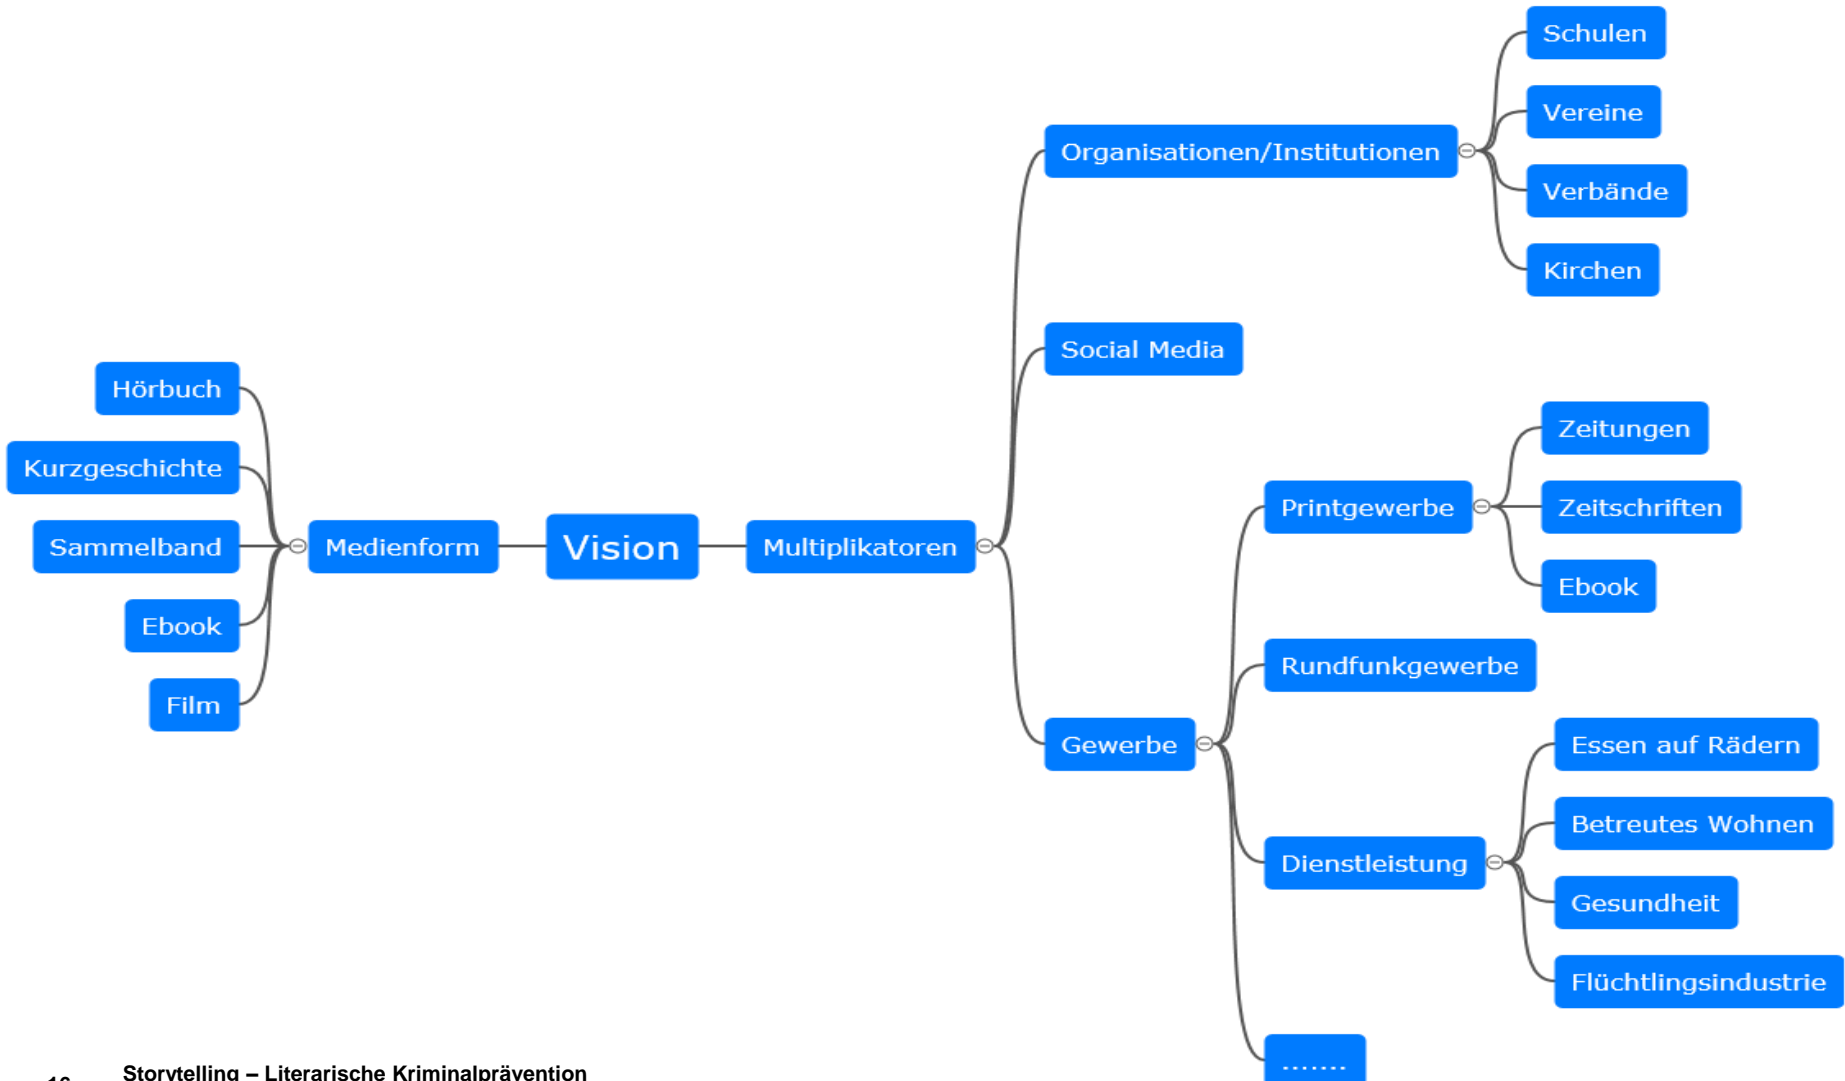 Schulen
Vereine
Organisationen/Institutionen
Verbände
Kirchen
Social Media
Hörbuch
Zeitungen
Kurzgeschichte
Printgewerbe
Zeitschriften
Sammelband
Medienform
Vision
Multiplikatoren
Ebook
Ebook
Rundfunkgewerbe
Film
Gewerbe
Essen auf Rädern
Betreutes Wohnen
Dienstleistung
Gesundheit
Flüchtlingsindustrie
.......
16
Storytelling – Literarische Kriminalprävention